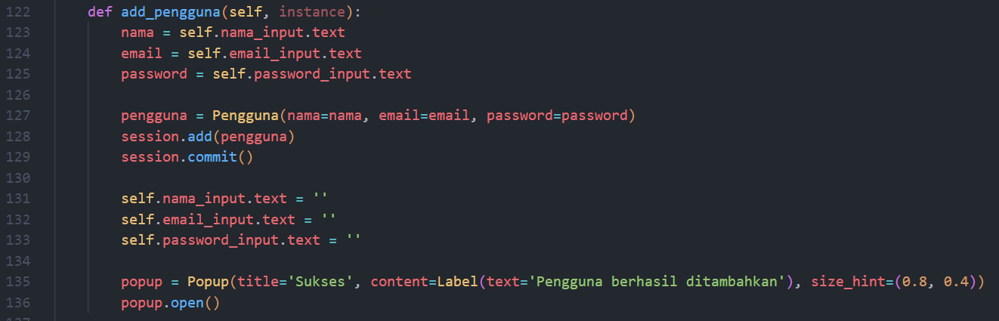 122 def add_pengguna(self, instance):
123 nama = self.nama_input.text
124 email = self.email_input.text
125 password = self.password_input.text
126
127 pengguna = Pengguna(nama=nama, email=email, password=password)
128 session.add(pengguna)
129 session.commit()
130
131 self.nama_input.text = ''
132 self.email_input.text = ''
133 self.password_input.text = ''
134
135 popup = Popup(title='Sukses', content=Label(text='Pengguna berhasil ditambahkan'), size_hint=(0.8, 0.4))
136 popup.open()